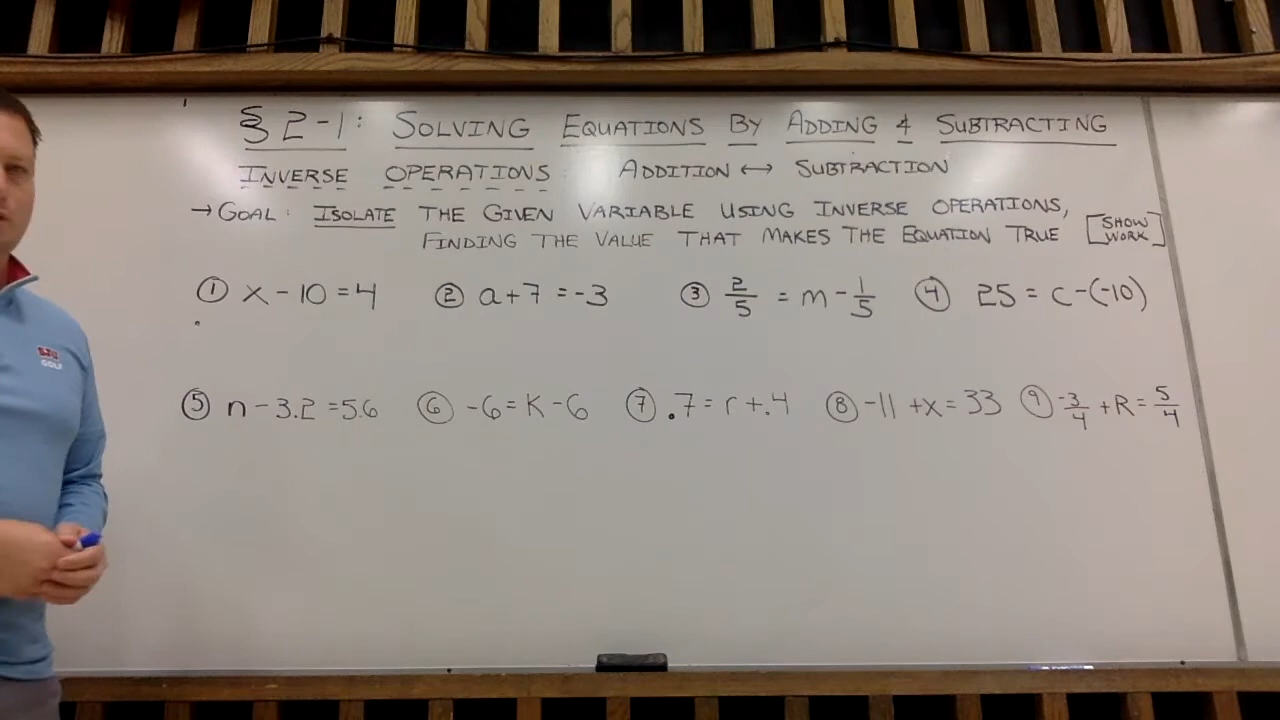 § 2-1: SOLVING EQUATIONS BY ADDING & SUBTRACTING
INVERSE OPERATIONS: ADDITION ↔ SUBTRACTION
→ GOAL: ISOLATE THE GIVEN VARIABLE USING INVERSE OPERATIONS,
FINDING THE VALUE THAT MAKES THE EQUATION TRUE [SHOW WORK]
① x - 10 = 4 ② a + 7 = -3 ③ 2/5 = m - 1/5 ④ 25 = c - (-10)
⑤ n - 3.2 = 5.6 ⑥ -6 = K - 6 ⑦ .7 = r + .4 ⑧ -11 + x = 33 ⑨ -3/4 + R = 5/4
GOLF